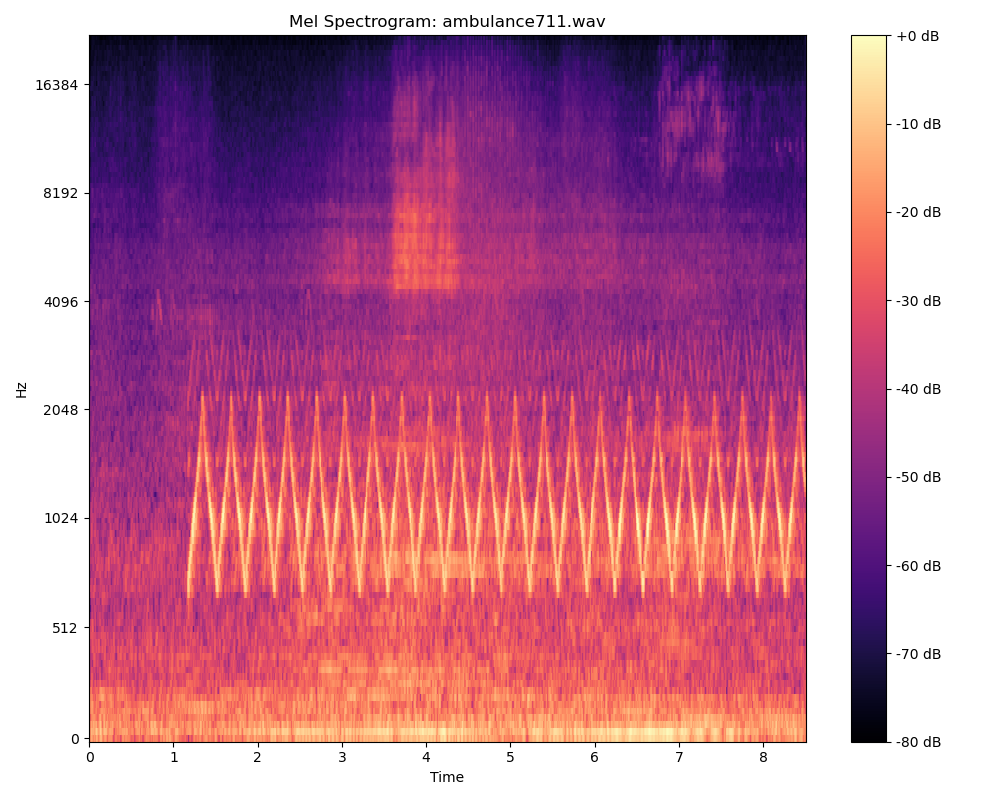 Mel Spectrogram: ambulance711.wav
+0 dB
-10 dB
-20 dB
-30 dB
-40 dB
-50 dB
-60 dB
-70 dB
-80 dB
16384
8192
4096
2048
1024
512
0
Hz
0 1 2 3 4 5 6 7 8
Time